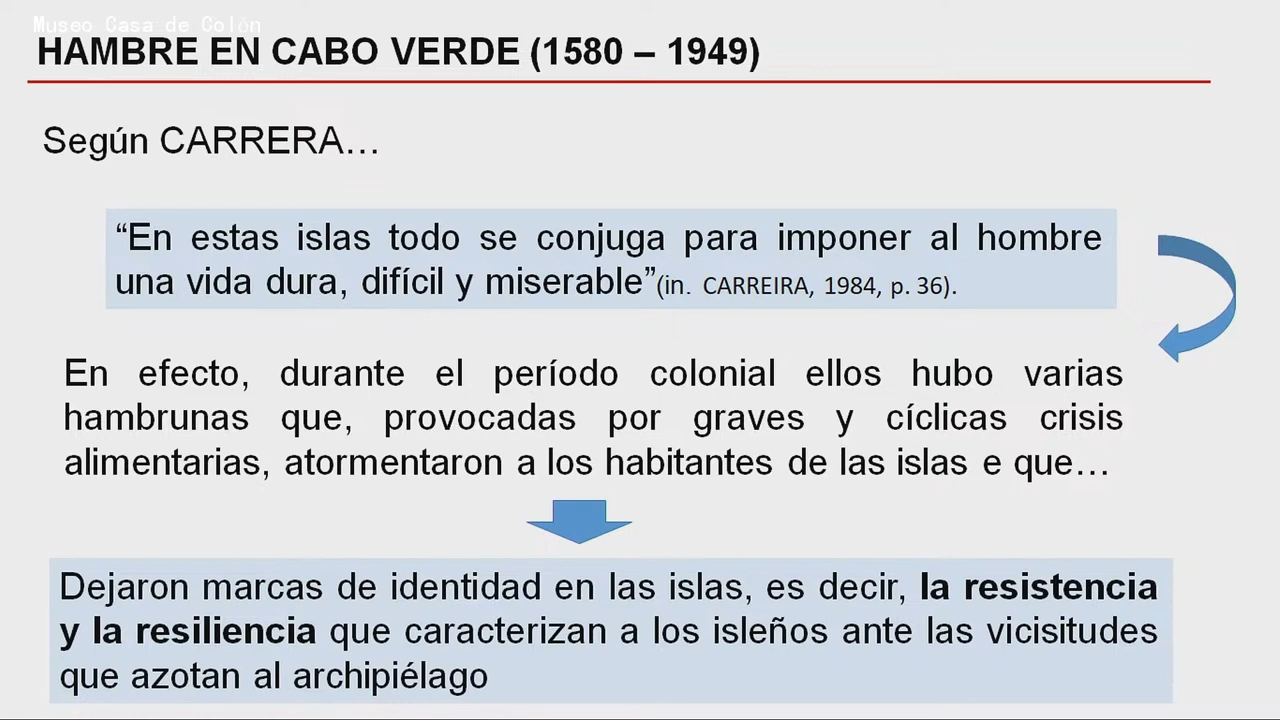 Museo Casa de Colón
HAMBRE EN CABO VERDE (1580 – 1949)
Según CARRERA…
“En estas islas todo se conjuga para imponer al hombre
una vida dura, difícil y miserable”(in. CARREIRA, 1984, p. 36).
En efecto, durante el período colonial ellos hubo varias
hambrunas que, provocadas por graves y cíclicas crisis
alimentarias, atormentaron a los habitantes de las islas e que…
Dejaron marcas de identidad en las islas, es decir, la resistencia
y la resiliencia que caracterizan a los isleños ante las vicisitudes
que azotan al archipiélago